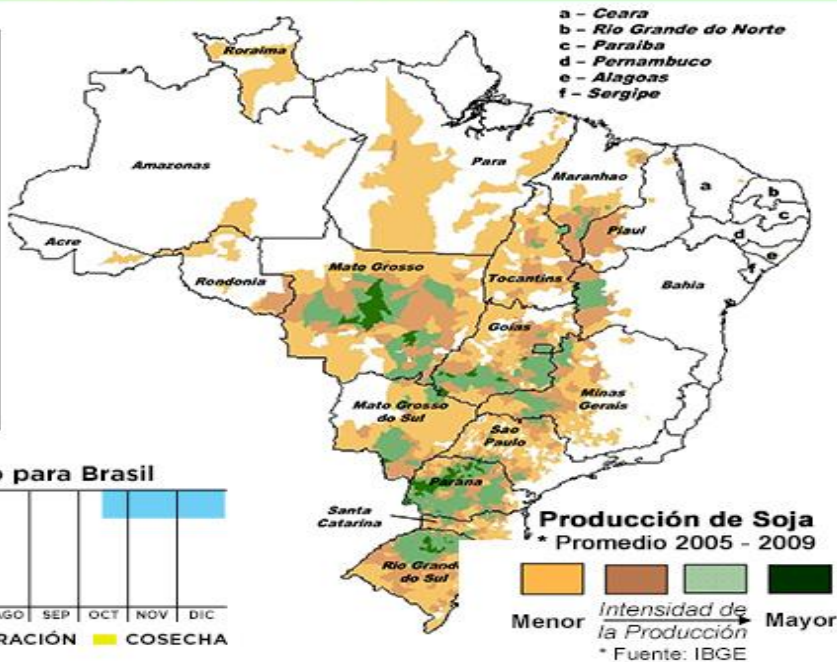 a - Ceara
b - Rio Grande do Norte
c - Paraiba
d - Pernambuco
e - Alagoas
f - Sergipe
Roraima
Amazonas
Para
Maranhao
a
b
c
d
e
f
Piaui
Acre
Rondonia
Mato Grosso
Tocantins
Bahia
Goias
Mato Grosso
do Sul
Minas
Gerais
Sao
Paulo
Parana
Santa
Catarina
Rio Grande
do Sul
para Brasil
SEP OCT NOV DIC
COSECHA
Producción de Soja
* Promedio 2005 - 2009
Menor Intensidad de la Producción Mayor
* Fuente: IBGE